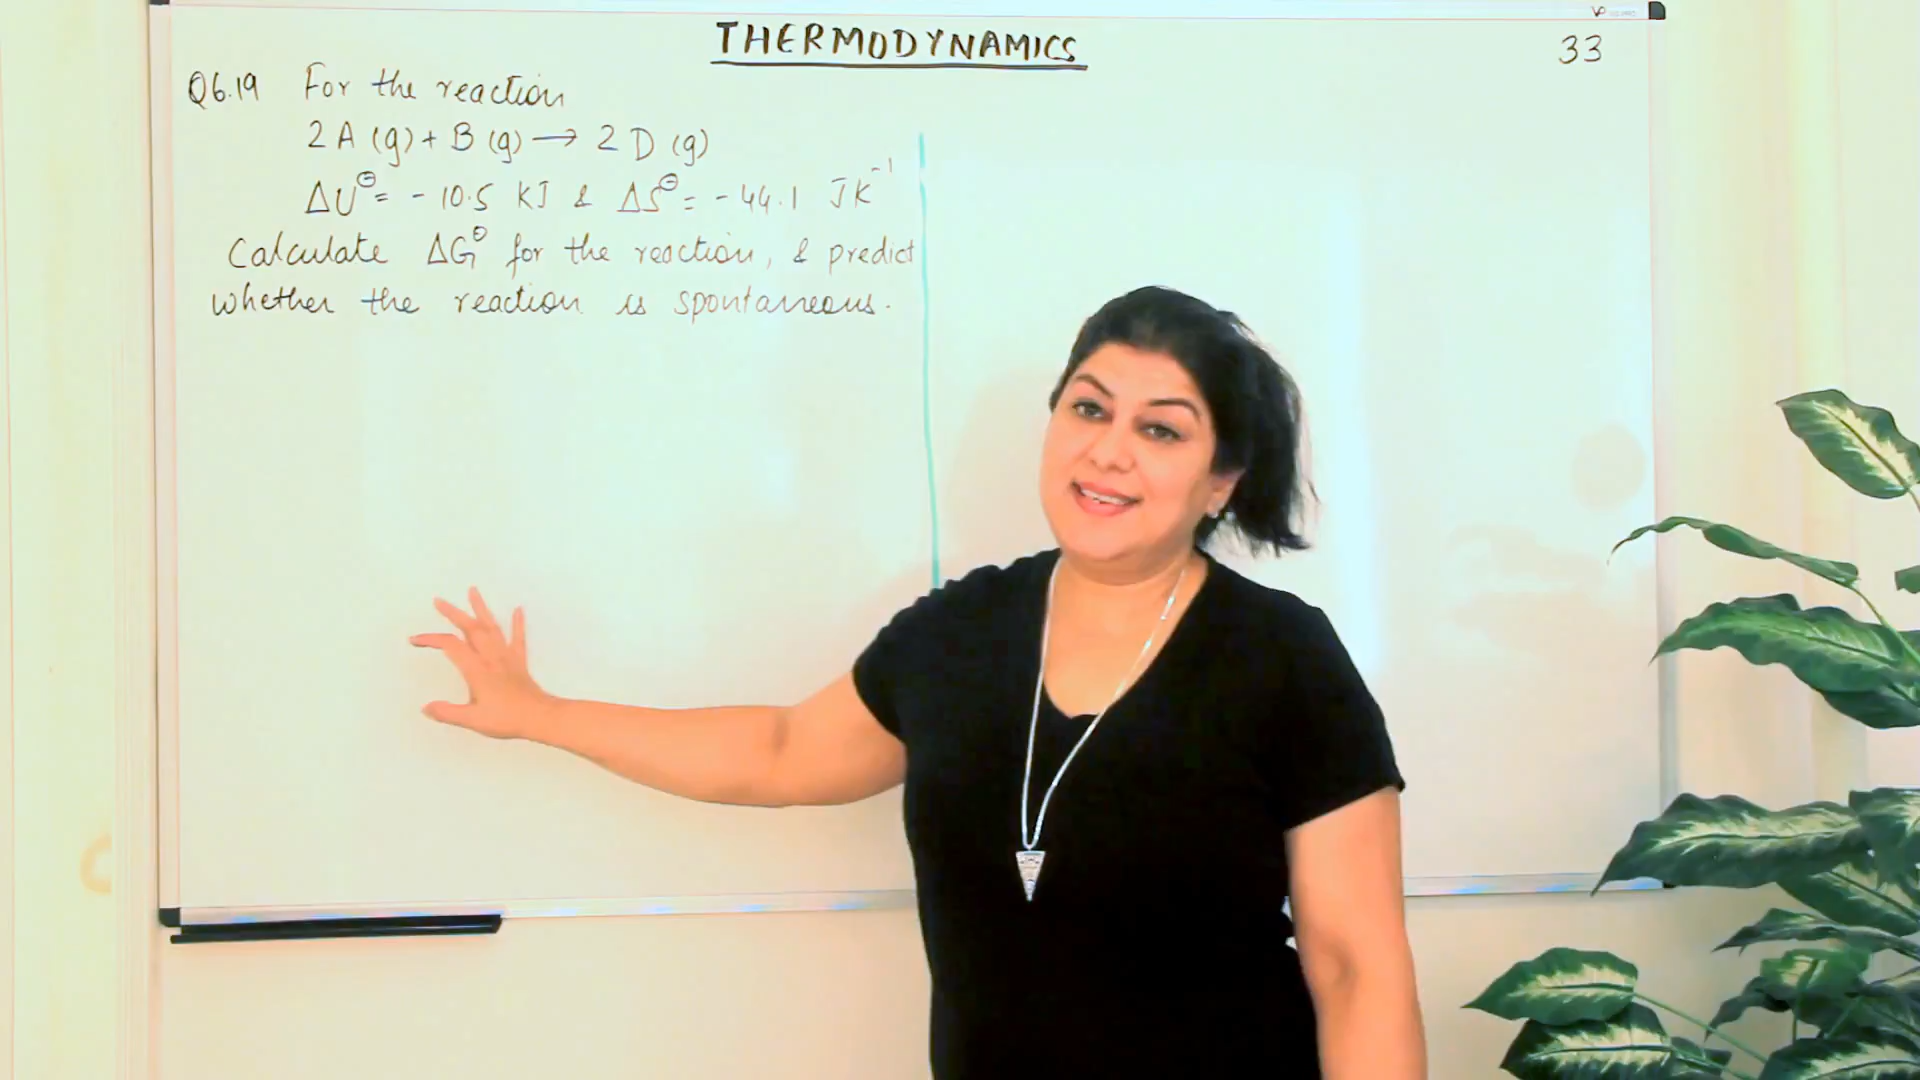 THERMODYNAMICS
33
Q6.19 For the reaction
2 A (g) + B (g) → 2 D (g)
ΔU⊖ = - 10.5 KJ & ΔS⊖ = - 44.1 JK⁻¹
Calculate ΔG⊖ for the reaction, & predict
whether the reaction is spontaneous.